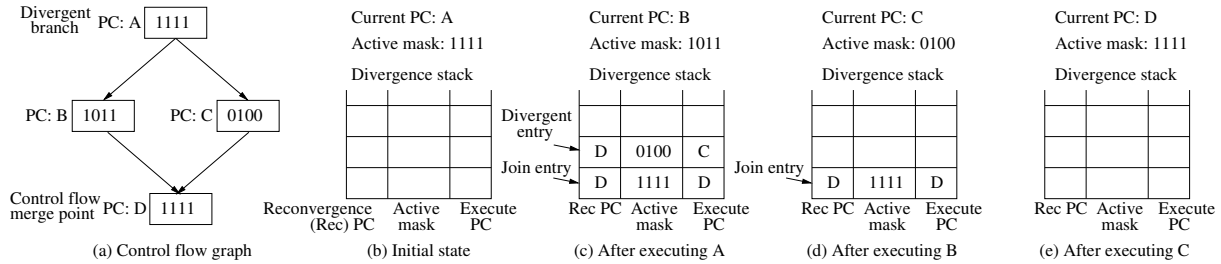 Divergent
branch
PC: A
1111
PC: B
1011
PC: C
0100
Control flow
merge point
PC: D
1111
(a) Control flow graph
Current PC: A
Active mask: 1111
Divergence stack
Reconvergence
(Rec) PC
Active
mask
Execute
PC
(b) Initial state
Current PC: B
Active mask: 1011
Divergence stack
Divergent
entry
D 0100 C
Join entry
D 1111 D
Rec PC
Active
mask
Execute
PC
(c) After executing A
Current PC: C
Active mask: 0100
Divergence stack
Join entry
D 1111 D
Rec PC
Active
mask
Execute
PC
(d) After executing B
Current PC: D
Active mask: 1111
Divergence stack
Rec PC
Active
mask
Execute
PC
(e) After executing C